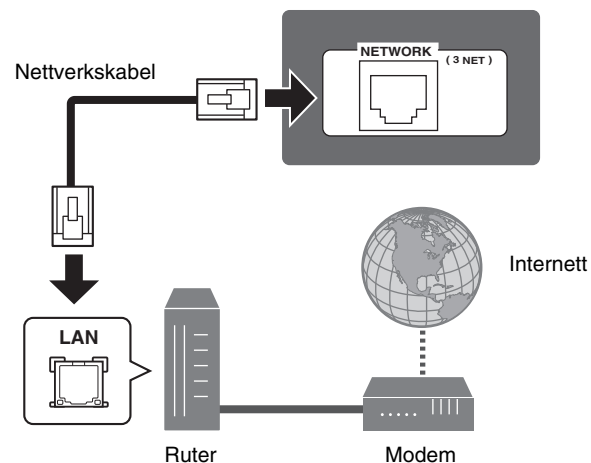 NETWORK
( 3 NET )
Nettverkskabel
Internett
LAN
Ruter
Modem